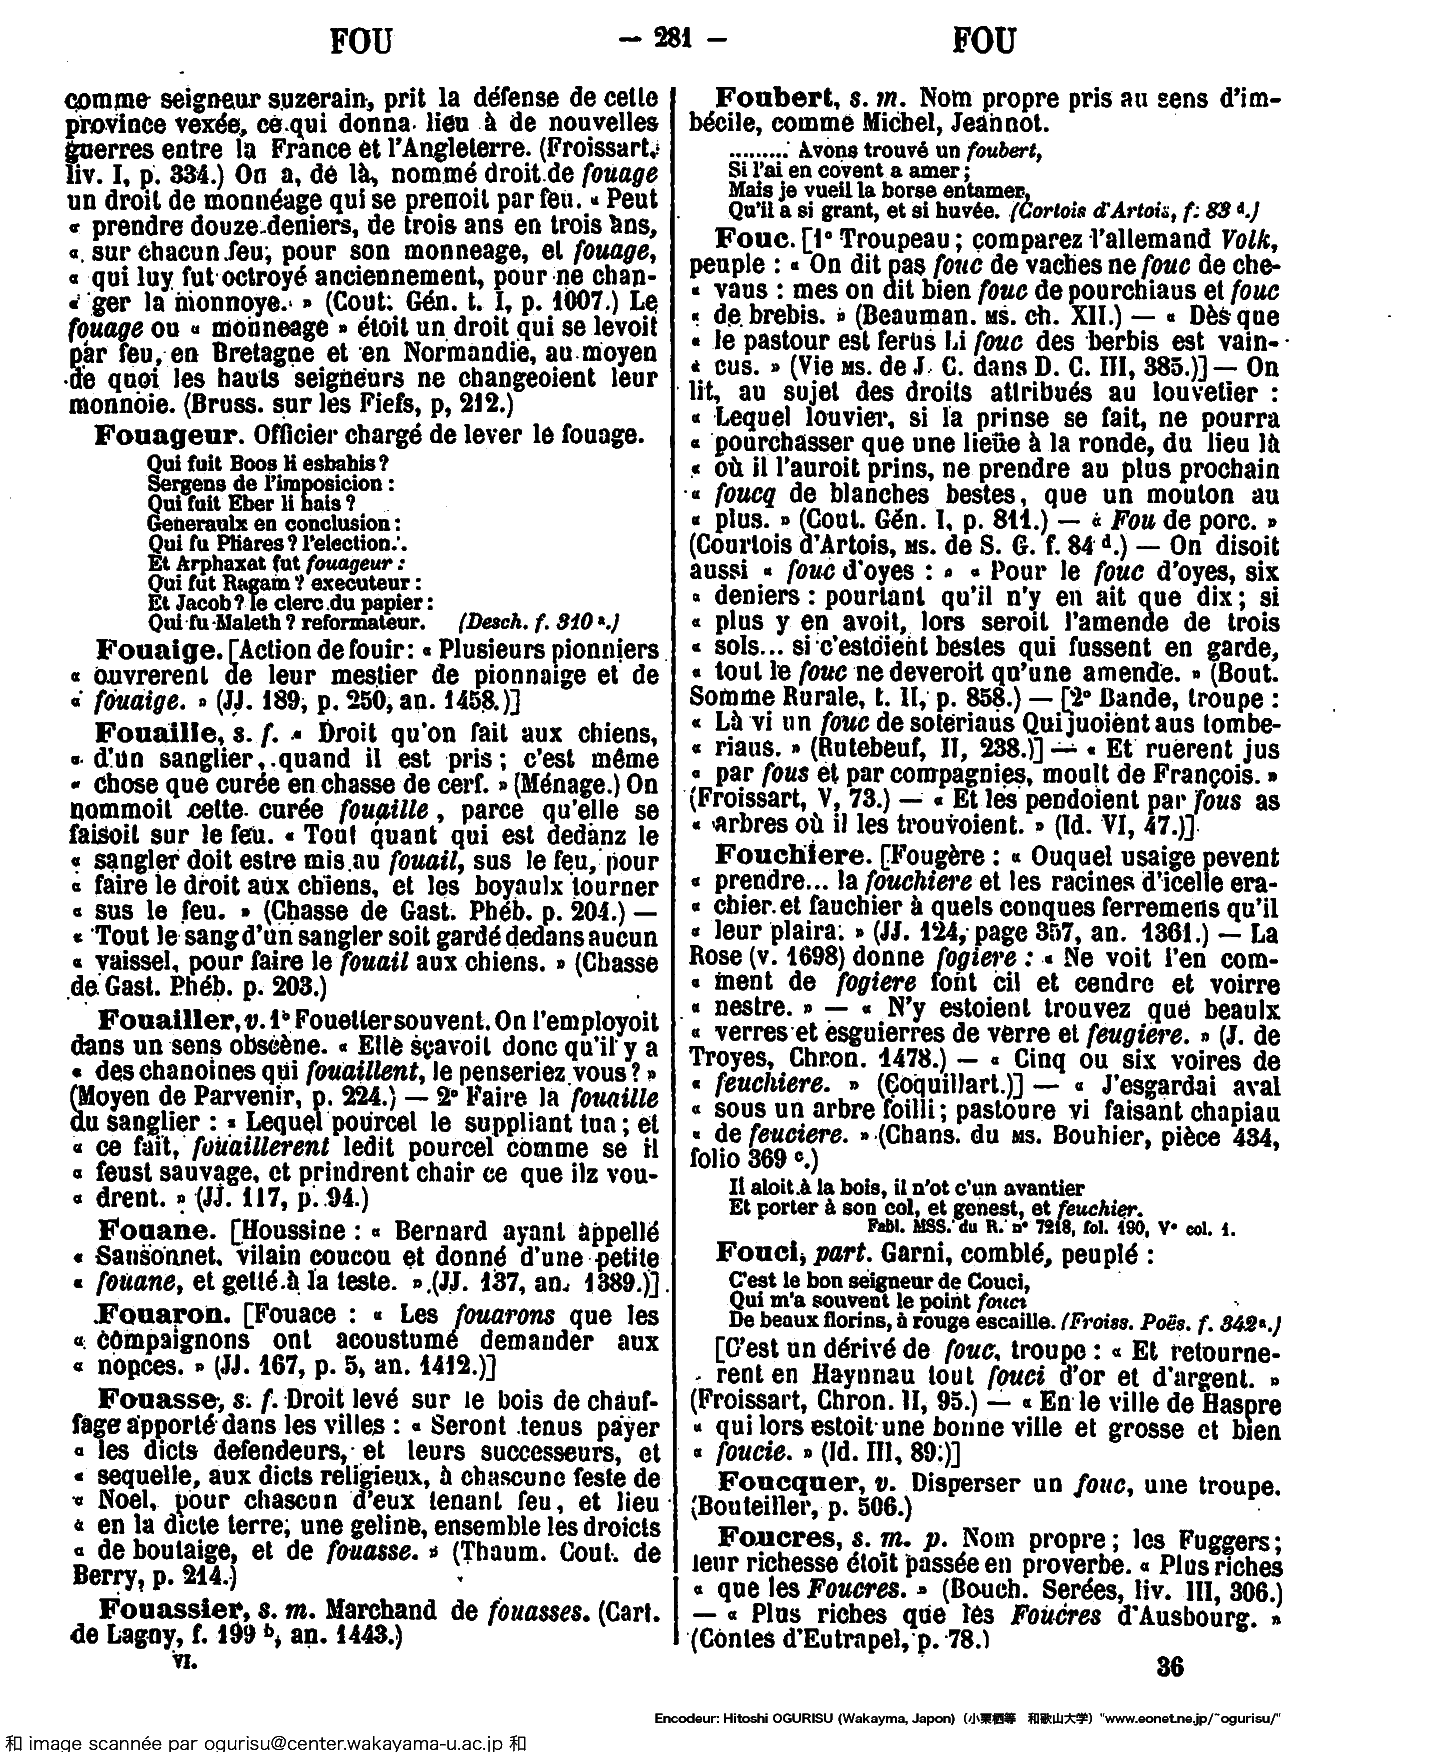 FOU
— 281 —
FOU
comme seigneur suzerain, prit la défense de cette
province vexée, ce qui donna lieu à de nouvelles
guerres entre la France et l'Angleterre. (Froissart,
liv. I, p. 334.) On a, de là, nommé droit de fouage
un droit de monnéage qui se prenoit par feu. « Peut
« prendre douze deniers, de trois ans en trois ans,
« sur chacun feu, pour son monneage, et fouage,
« qui luy fut octroyé anciennement, pour ne chan-
« ger la monnoye. » (Cout. Gén. t. I, p. 1007.) Le
fouage ou « monneage » étoit un droit qui se levoit
par feu, en Bretagne et en Normandie, au moyen
de quoi les hauts seigneurs ne changeoient leur
monnoie. (Bruss. sur les Fiefs, p, 212.)
Fouageur. Officier chargé de lever le fouage.
Qui fuit Boos li esbahis ?
Sergens de l'imposicion :
Qui fuit Eber li hais ?
Generaulx en conclusion :
Qui fu Phares ? l'election.
Et Arphaxat fut fouageur :
Qui fut Ragam ? executeur :
Et Jacob ? le clerc du papier :
Qui fu Naleth ? reformateur. (Desch. f. 310 a.)
Fouaige. [Action de fouir : « Plusieurs pionniers
« ouvrerent de leur mestier de pionnaige et de
« fouaige. » (JJ. 189, p. 250, an. 1458.)]
Fouaille, s. f. « Droit qu'on fait aux chiens,
« d'un sanglier, quand il est pris ; c'est même
« chose que curée en chasse de cerf. » (Ménage.) On
nommoit cette curée fouaille, parce qu'elle se
faisoit sur le feu. « Tout quant qui est dedanz le
« sangler doit estre mis au fouail, sus le feu, pour
« faire le droit aux chiens, et les boyaulx tourner
« sus le feu. » (Chasse de Gast. Phéb. p. 204.) —
« Tout le sang d'un sangler soit gardé dedans aucun
« vaissel, pour faire le fouail aux chiens. » (Chasse
de Gast. Phéb. p. 203.)
Fouailler, v. 1° Fouetter souvent. On l'employoit
dans un sens obscène. « Elle sçavoit donc qu'il y a
« des chanoines qui fouaillent, le penseriez vous ? »
(Moyen de Parvenir, p. 224.) — 2° Faire la fouaille
du sanglier : « Lequel pourcel le suppliant tua ; et
« ce fait, fouaillerent ledit pourcel comme se il
« feust sauvage, et prindrent chair ce que ilz vou-
« drent. » (JJ. 117, p. 94.)
Fouane. [Houssine : « Bernard ayant appellé
« Sansonnet, vilain coucou et donné d'une petite
« fouane, et getté à la teste. » (JJ. 137, an. 1389.)]
Fouaron. [Fouace : « Les fouarons que les
« compaignons ont acoustumé demander aux
« nopces. » (JJ. 167, p. 5, an. 1412.)]
Fouasse, s. f. Droit levé sur le bois de chauf-
fage apporté dans les villes : « Seront tenus payer
« les dicts defendeurs, et leurs successeurs, et
« sequelle, aux dicts religieux, à chascune feste de
« Noel, pour chascun d'eux tenant feu, et lieu
« en la dicte terre, une geline, ensemble les droicts
« de boutaige, et de fouasse. » (Thaum. Cout. de
Berry, p. 214.)
Fouassier, s. m. Marchand de fouasses. (Cart.
de Lagny, f. 199 b, an. 1443.)
VI.
Foubert, s. m. Nom propre pris au sens d'im-
bécile, comme Michel, Jeannot.
......... Avons trouvé un foubert,
Si l'ai en covent a amer ;
Mais je vueil la borse entamer,
Qu'il a si grant, et si huvée. (Cortois d'Artois, f. 83 d.)
Fouc. [1° Troupeau ; comparez l'allemand Volk,
peuple : « On dit pas fouc de vaches ne fouc de che-
« vaus : mes on dit bien fouc de pourchiaus et fouc
« de brebis. » (Beauman. MS. ch. XII.) — « Dès que
« le pastour est ferus li fouc des berbis est vain-
« cus. » (Vie MS. de J. C. dans D. C. III, 385.)] — On
lit, au sujet des droits attribués au louvetier :
« Lequel louvier, si la prinse se fait, ne pourra
« pourchasser que une lieüe à la ronde, du lieu là
« où il l'auroit prins, ne prendre au plus prochain
« foucq de blanches bestes, que un mouton au
« plus. » (Cout. Gén. I, p. 811.) — « Fou de porc. »
(Courtois d'Artois, MS. de S. G. f. 84 d.) — On disoit
aussi « fouc d'oyes : » « Pour le fouc d'oyes, six
« deniers : pourtant qu'il n'y en ait que dix ; si
« plus y en avoit, lors seroit l'amende de trois
« sols... si c'estoient bestes qui fussent en garde,
« tout le fouc ne deveroit qu'une amende. » (Bout.
Somme Rurale, t. II, p. 858.) — [2° Bande, troupe :
« Là vi un fouc de soteriaus Qui juoient aus tombe-
« riaus. » (Rutebeuf, II, 238.)] — « Et ruerent jus
« par fous et par compagnies, moult de François. »
(Froissart, V, 73.) — « Et les pendoient par fous as
« arbres où il les trouvoient. » (Id. VI, 47.)]
Fouchiere. [Fougère : « Ouquel usaige pevent
« prendre... la fouchiere et les racines d'icelle era-
« chier et fauchier à quels conques ferremens qu'il
« leur plaira. » (JJ. 124, page 357, an. 1361.) — La
Rose (v. 1698) donne fogiere : « Ne voit l'en com-
« ment de fogiere font cil et cendre et voirre
« nestre. » — « N'y estoient trouvez que beaulx
« verres et esguierres de verre et feugiere. » (J. de
Troyes, Chron. 1478.) — « Cinq ou six voires de
« feuchiere. » (Coquillart.)] — « J'esgardai aval
« sous un arbre foilli ; pastoure vi faisant chapiau
« de feuciere. » (Chans. du MS. Bouhier, pièce 434,
folio 369 c.)
Il aloit à la bois, il n'ot c'un avantier
Et porter à son col, et genest, et feuchier.
Fabl. MSS. du R. n° 7218, fol. 190, V° col. 1.
Fouci, part. Garni, comblé, peuplé :
C'est le bon seigneur de Couci,
Qui m'a souvent le point fouci
De beaux florins, à rouge escaille. (Froiss. Poës. f. 342 a.)
[C'est un dérivé de fouc, troupe : « Et retourne-
rent en Haynnau tout fouci d'or et d'argent. »
(Froissart, Chron. II, 95.) — « En le ville de Haspre
« qui lors estoit une bonne ville et grosse et bien
« foucie. » (Id. III, 89.)]
Foucquer, v. Disperser un fouc, une troupe.
(Bouteiller, p. 506.)
Foucres, s. m. p. Nom propre ; les Fuggers ;
leur richesse étoit passée en proverbe. « Plus riches
« que les Foucres. » (Bouch. Serées, liv. III, 306.)
— « Plus riches que les Foucres d'Ausbourg. »
(Contes d'Eutrapel, p. 78.)
36
Encodeur: Hitoshi OGURISU (Wakayma, Japon) (小栗栖等 和歌山大学) "www.eonet.ne.jp/~ogurisu/"
和 image scannée par ogurisu@center.wakayama-u.ac.jp 和